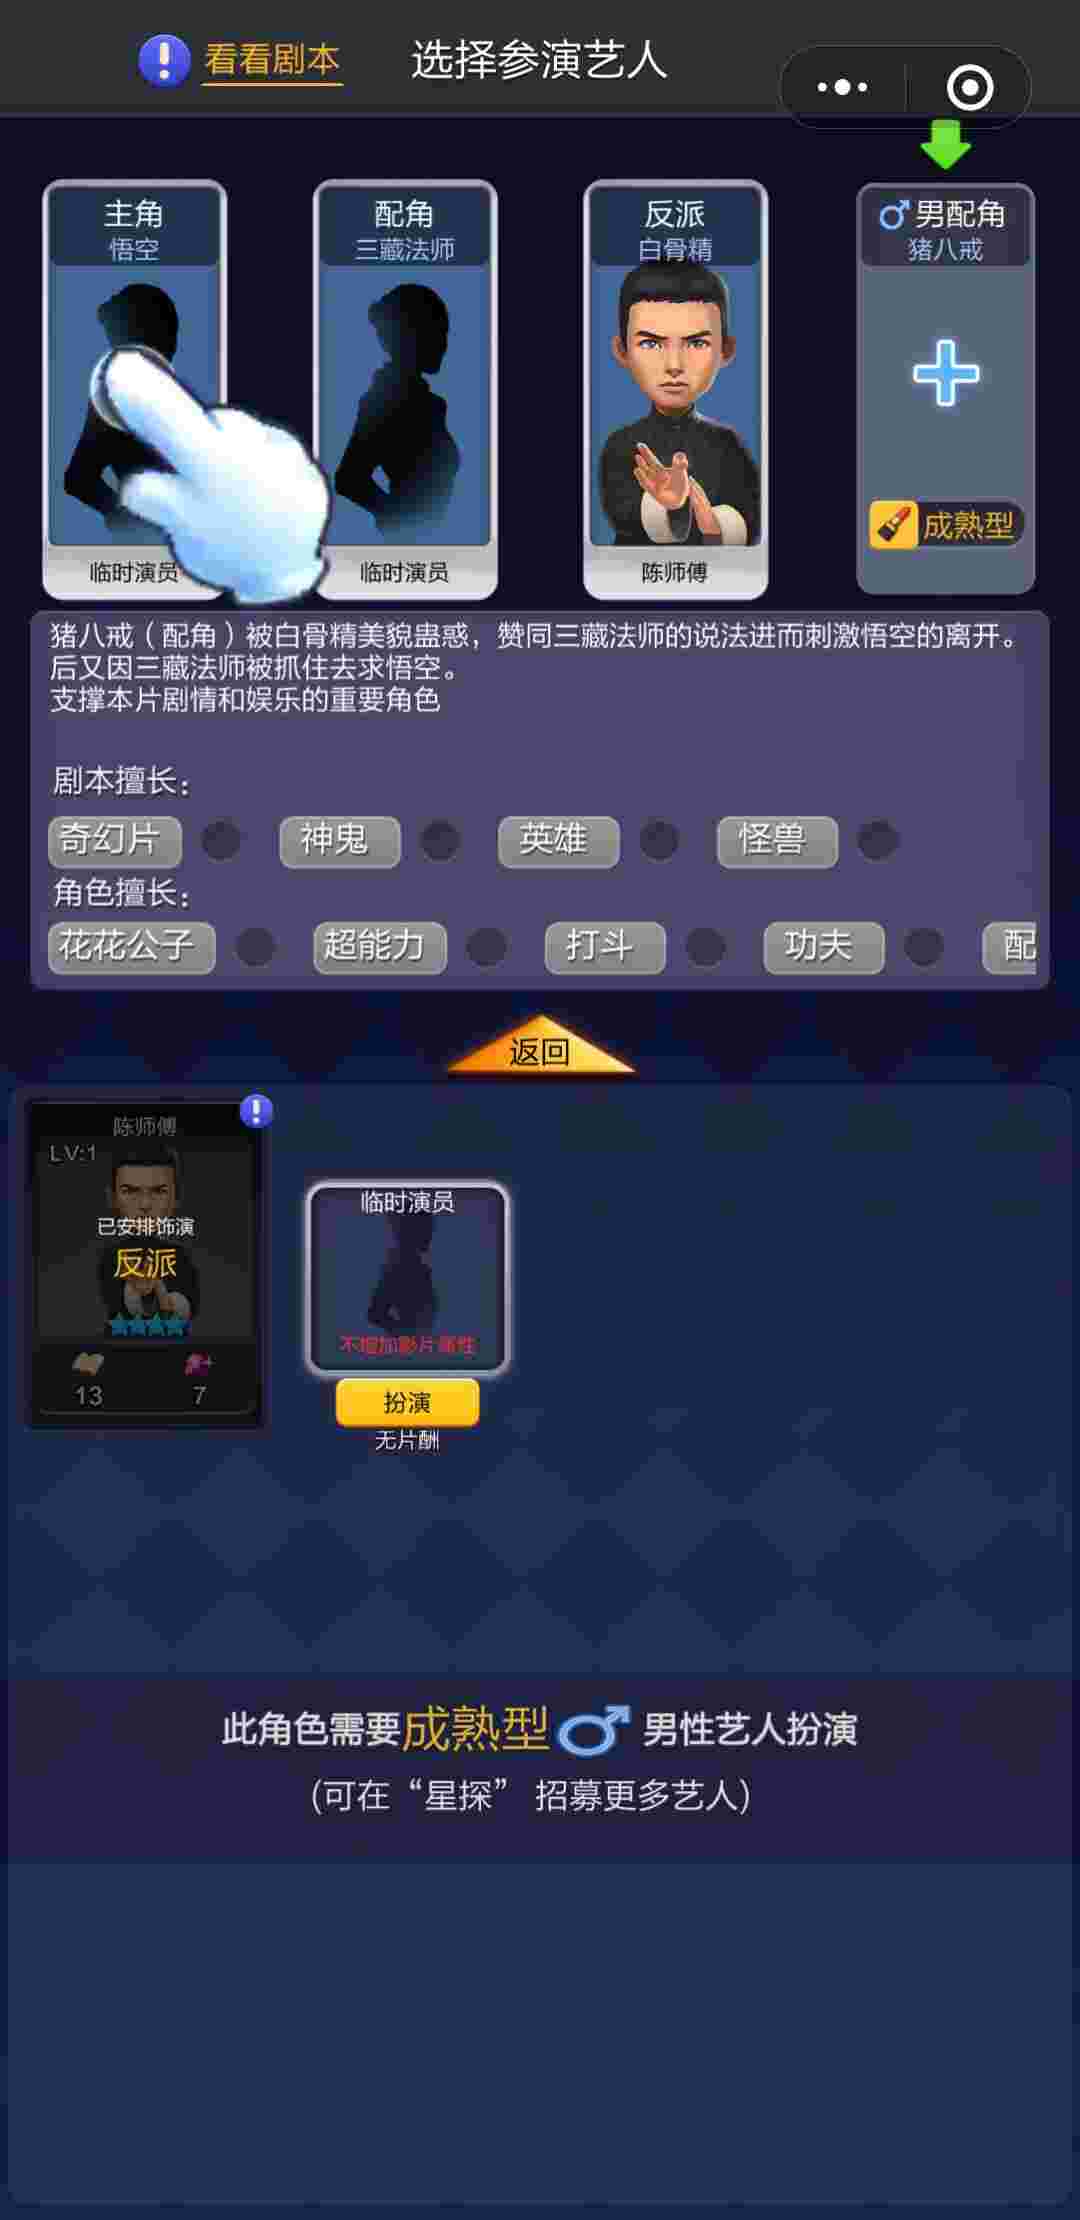 看看剧本
选择参演艺人
主角
悟空
临时演员
配角
三藏法师
临时演员
反派
白骨精
陈师傅
男配角
猪八戒
成熟型
猪八戒（配角）被白骨精美貌蛊惑，赞同三藏法师的说法进而刺激悟空的离开。
后又因三藏法师被抓住去求悟空。
支撑本片剧情和娱乐的重要角色
剧本擅长：
奇幻片 神鬼 英雄 怪兽
角色擅长：
花花公子 超能力 打斗 功夫 配
返回
陈师傅
LV:1
已安排饰演
反派
13 7
临时演员
不增加影片属性
扮演
无片酬
此角色需要成熟型 男性艺人扮演
(可在“星探” 招募更多艺人)